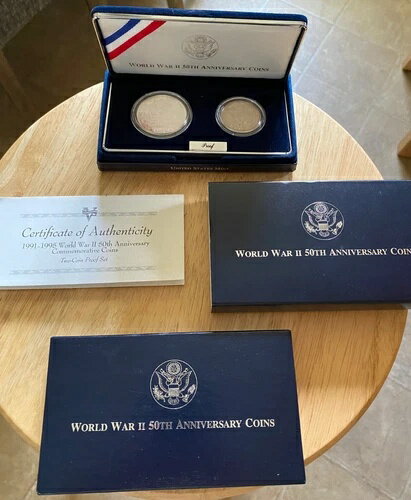 WORLD WAR II 50TH ANNIVERSARY COINS
Proof
UNITED STATES MINT
Certificate of Authenticity
1991-1995 World War II 50th Anniversary
Commemorative Coins
Two-Coin Proof Set
WORLD WAR II 50TH ANNIVERSARY COIN
WORLD WAR II 50TH ANNIVERSARY COINS